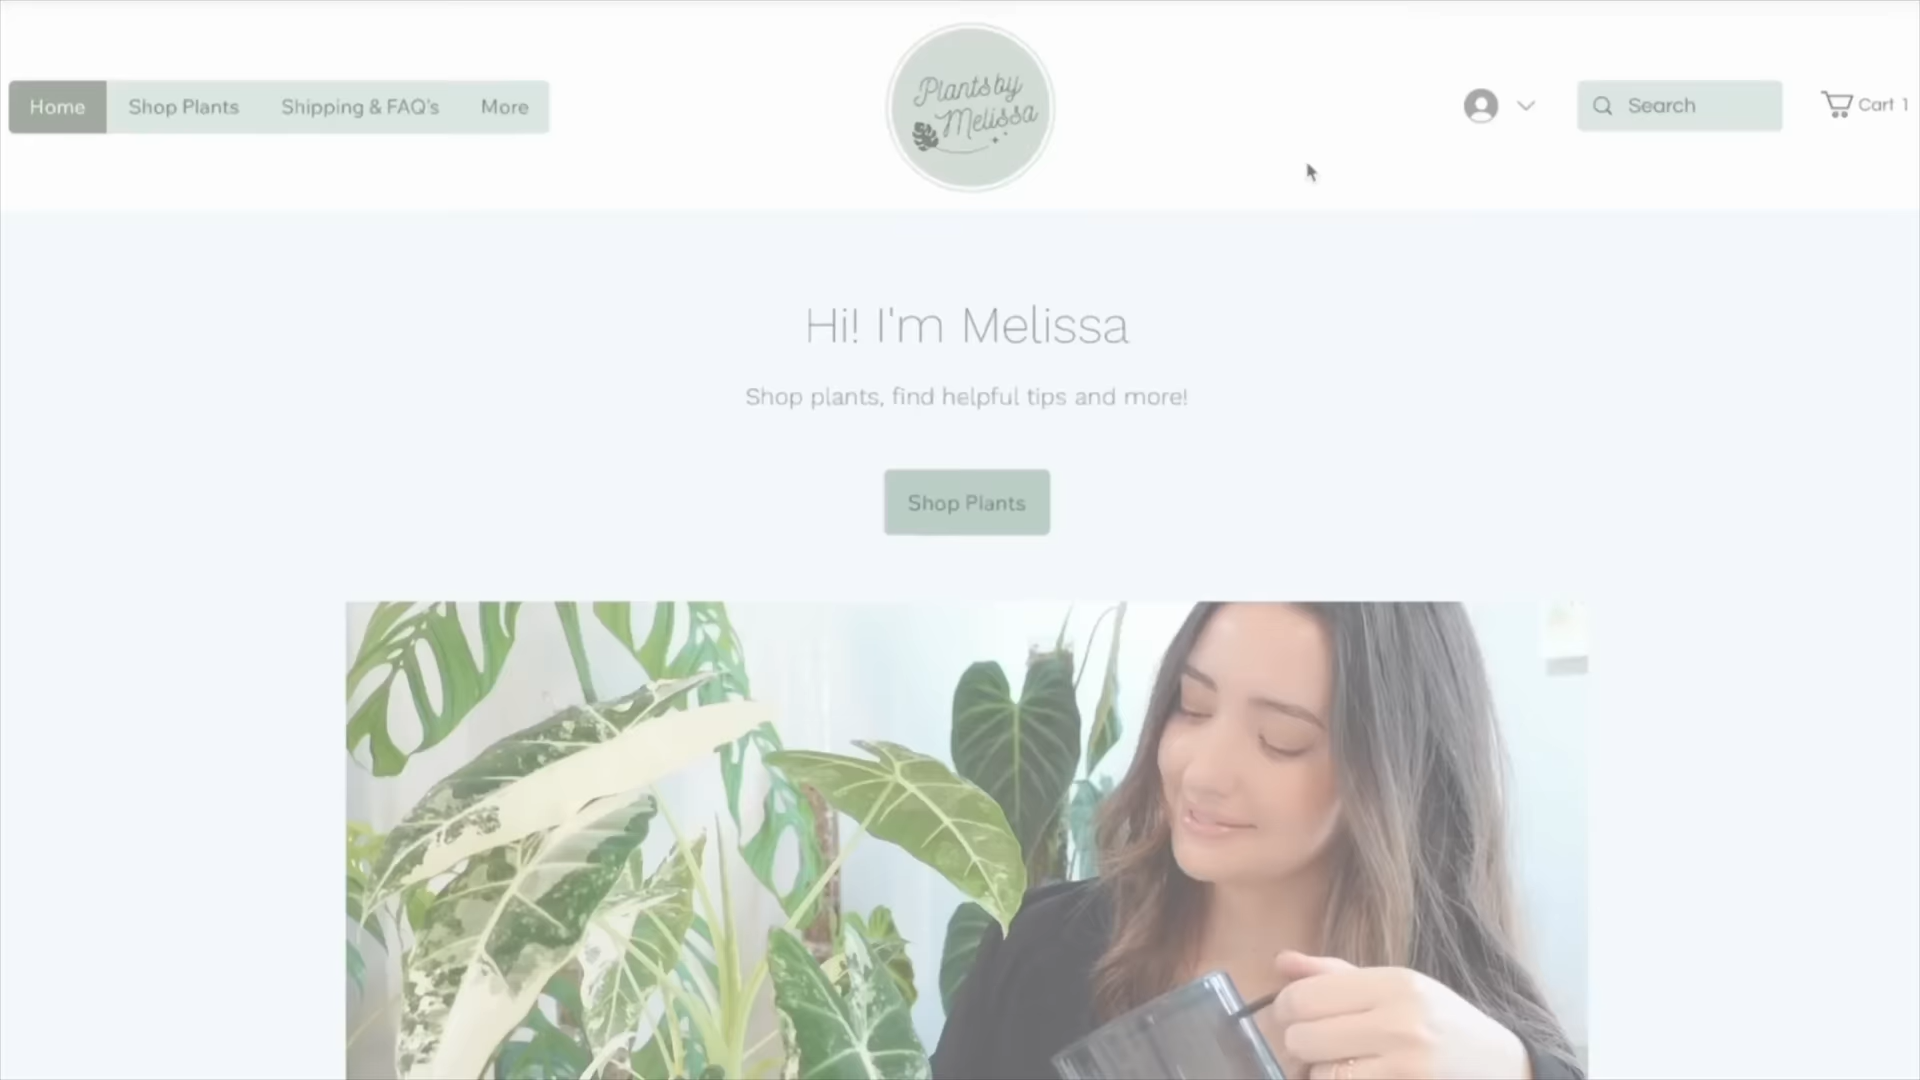 Home Shop Plants Shipping & FAQ's More
Plants by
Melissa
Search
Cart 1
Hi! I'm Melissa
Shop plants, find helpful tips and more!
Shop Plants